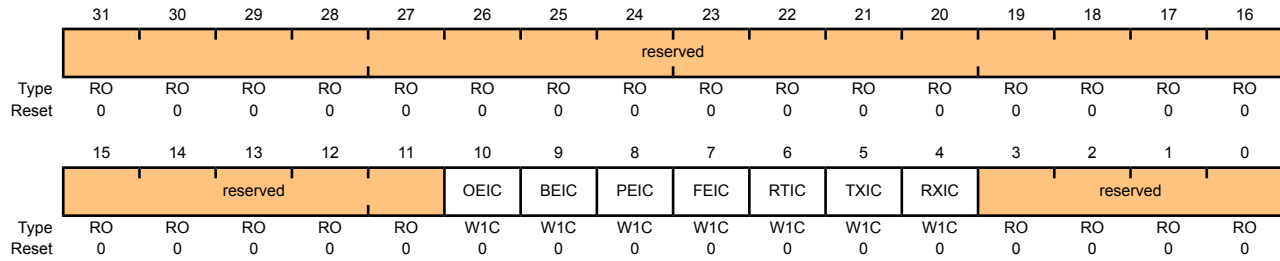 31 30 29 28 27 26 25 24 23 22 21 20 19 18 17 16
reserved
Type RO RO RO RO RO RO RO RO RO RO RO RO RO RO RO RO
Reset 0 0 0 0 0 0 0 0 0 0 0 0 0 0 0 0
15 14 13 12 11 10 9 8 7 6 5 4 3 2 1 0
reserved OEIC BEIC PEIC FEIC RTIC TXIC RXIC reserved
Type RO RO RO RO RO W1C W1C W1C W1C W1C W1C W1C RO RO RO RO
Reset 0 0 0 0 0 0 0 0 0 0 0 0 0 0 0 0